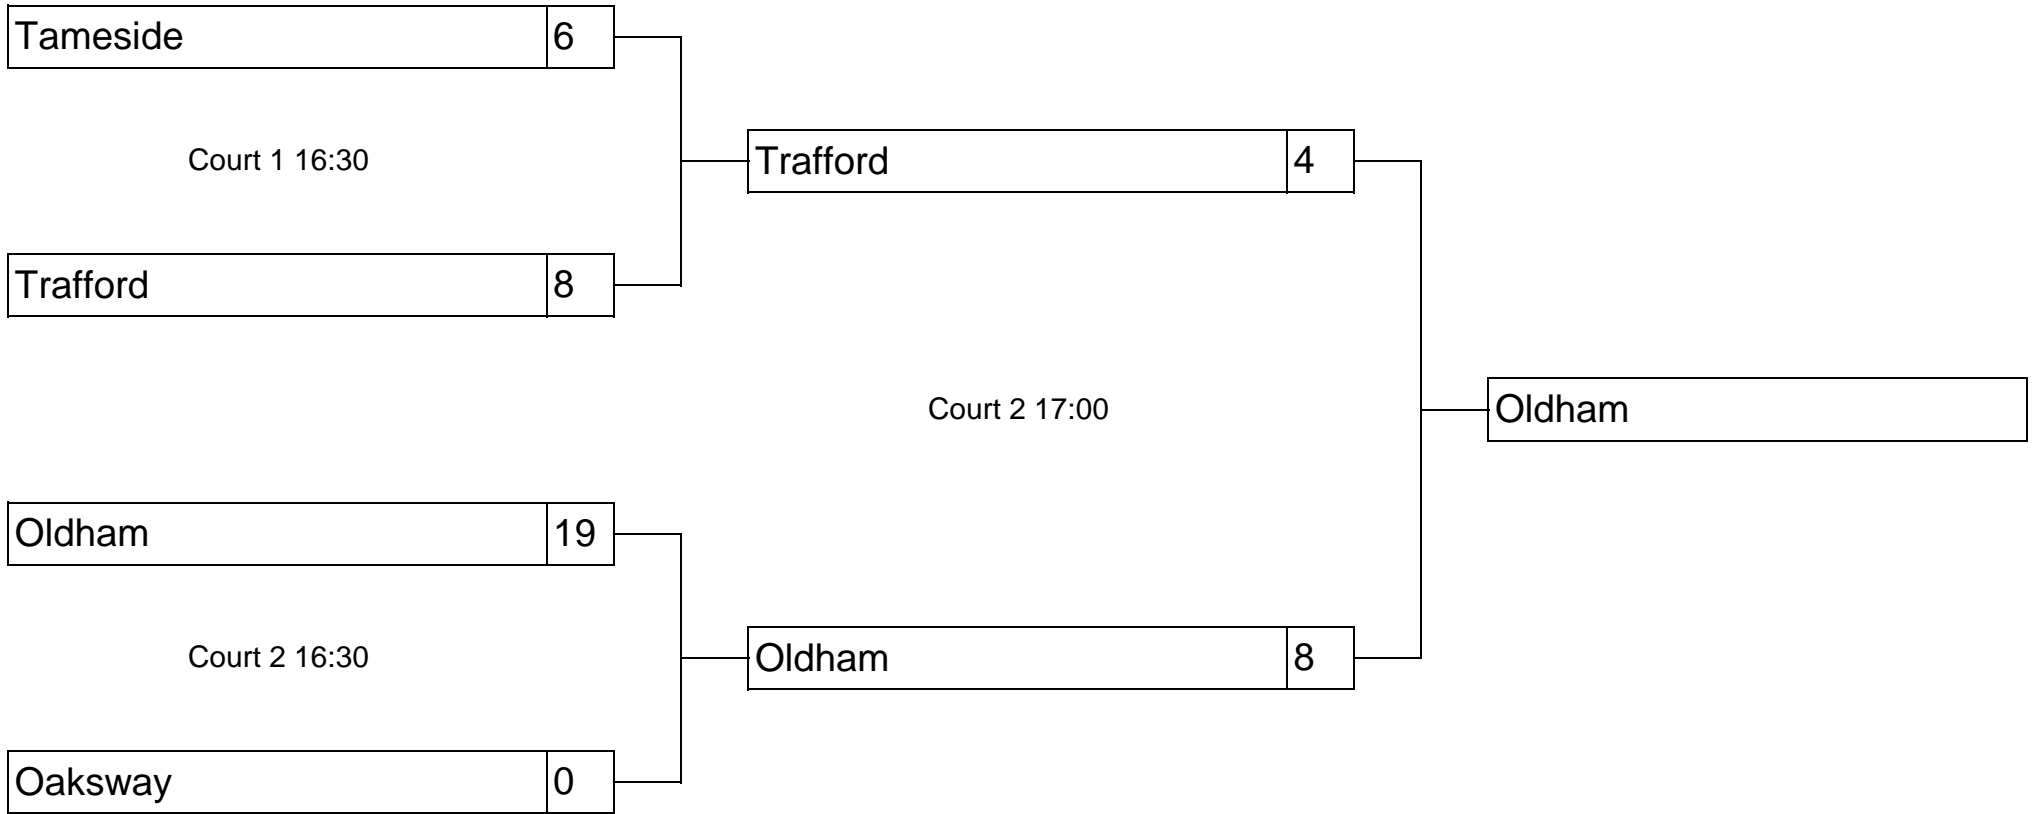 Tameside 6
Court 1 16:30
Trafford 8
Trafford 4
Court 2 17:00
Oldham
Oldham 19
Court 2 16:30
Oaksway 0
Oldham 8